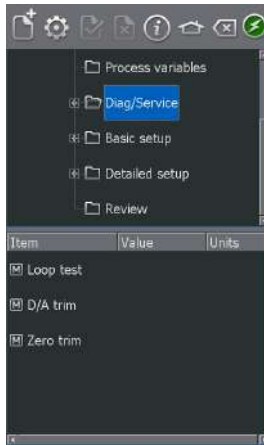 Process variables
Diag/Service
Basic setup
Detailed setup
Review
Item Value Units
M Loop test
M D/A trim
M Zero trim